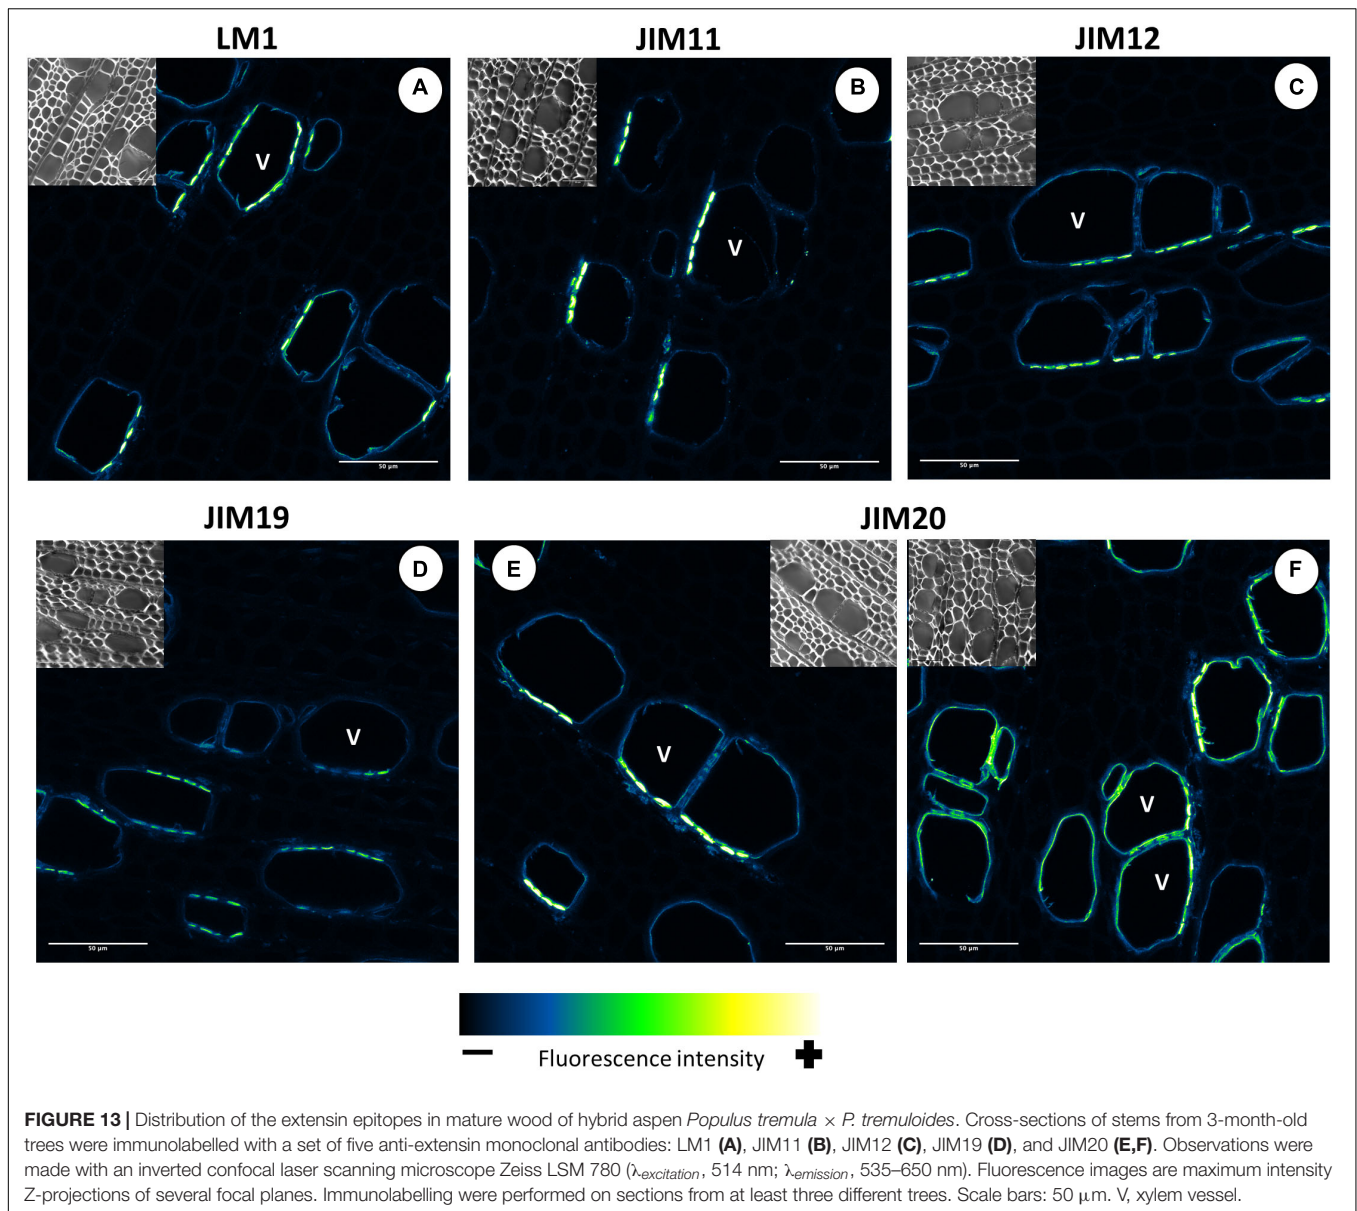 LM1
JIM11
JIM12
A
B
C
V
V
V
50 μm
50 μm
50 μm
JIM19
JIM20
D
E
F
V
V
V
V
50 μm
50 μm
50 μm
Fluorescence intensity
FIGURE 13 | Distribution of the extensin epitopes in mature wood of hybrid aspen Populus tremula × P. tremuloides. Cross-sections of stems from 3-month-old
trees were immunolabelled with a set of five anti-extensin monoclonal antibodies: LM1 (A), JIM11 (B), JIM12 (C), JIM19 (D), and JIM20 (E,F). Observations were
made with an inverted confocal laser scanning microscope Zeiss LSM 780 (λexcitation, 514 nm; λemission, 535–650 nm). Fluorescence images are maximum intensity
Z-projections of several focal planes. Immunolabelling were performed on sections from at least three different trees. Scale bars: 50 μm. V, xylem vessel.